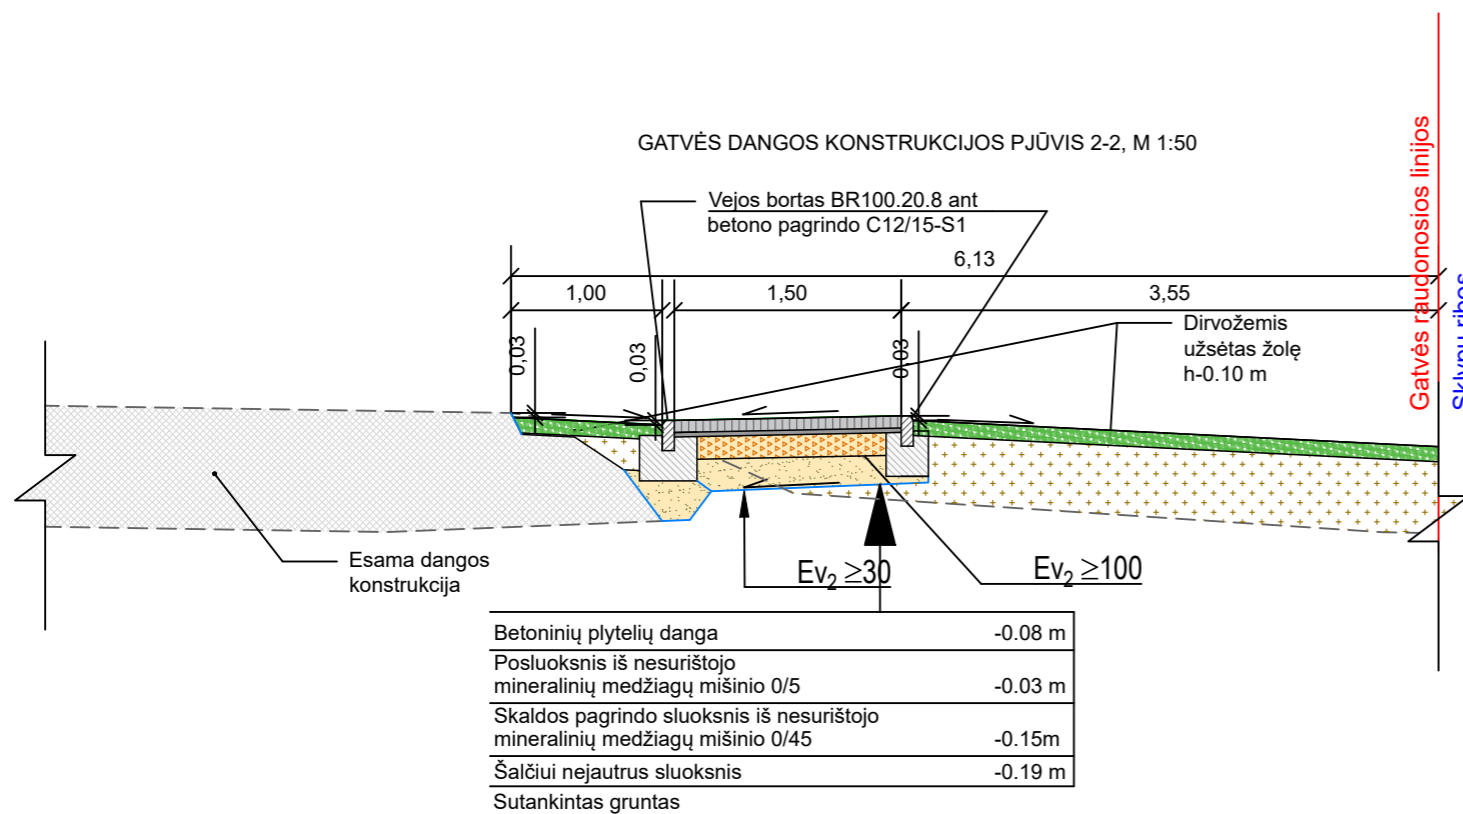 GATVĖS DANGOS KONSTRUKCIJOS PJŪVIS 2-2, M 1:50
Vejos bortas BR100.20.8 ant
betono pagrindo C12/15-S1
6,13
1,00
1,50
3,55
0,03
0,03
0,03
Dirvožemis
užsėtas žolę
h-0.10 m
Gatvės raudonosios linijos
Sklypų ribos
Esama dangos
konstrukcija
Ev2 ≥30
Ev2 ≥100
Betoninių plytelių danga -0.08 m
Posluoksnis iš nesurištojo
mineralinių medžiagų mišinio 0/5 -0.03 m
Skaldos pagrindo sluoksnis iš nesurištojo
mineralinių medžiagų mišinio 0/45 -0.15m
Šalčiui nejautrus sluoksnis -0.19 m
Sutankintas gruntas